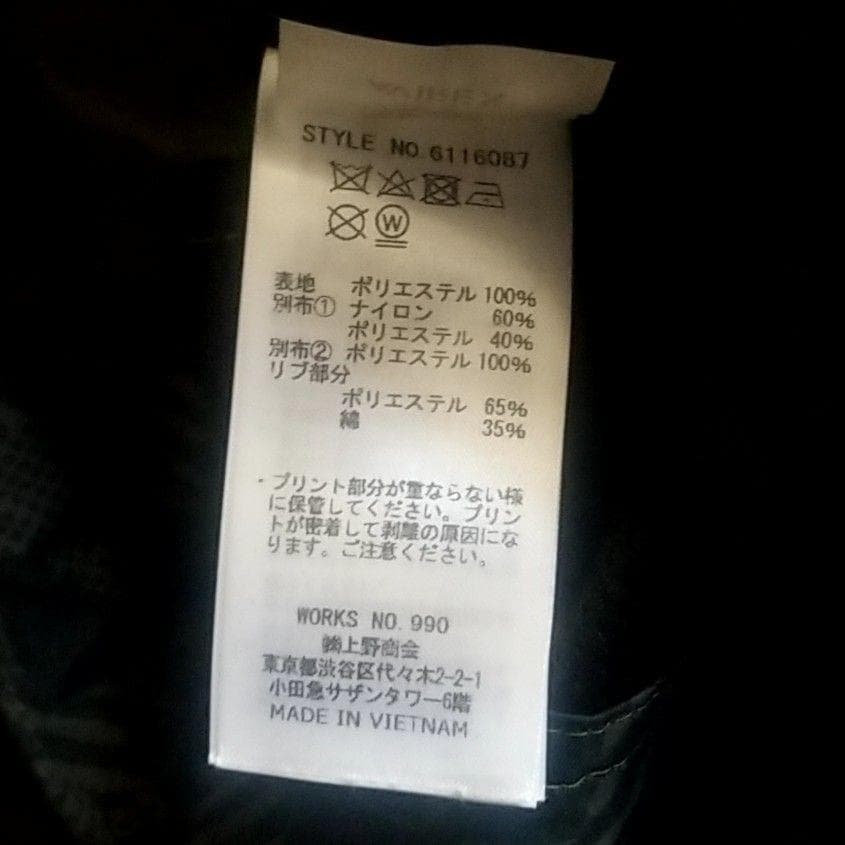 STYLE NO.6116087
W
表地 ポリエステル 100%
別布① ナイロン 60%
ポリエステル 40%
別布② ポリエステル 100%
リブ部分
ポリエステル 65%
綿 35%
・プリント部分が重ならない様
に保管してください。プリン
トが密着して剥離の原因にな
ります。ご注意ください。
WORKS NO.990
㈱上野商会
東京都渋谷区代々木2-2-1
小田急サザンタワー6階
MADE IN VIETNAM